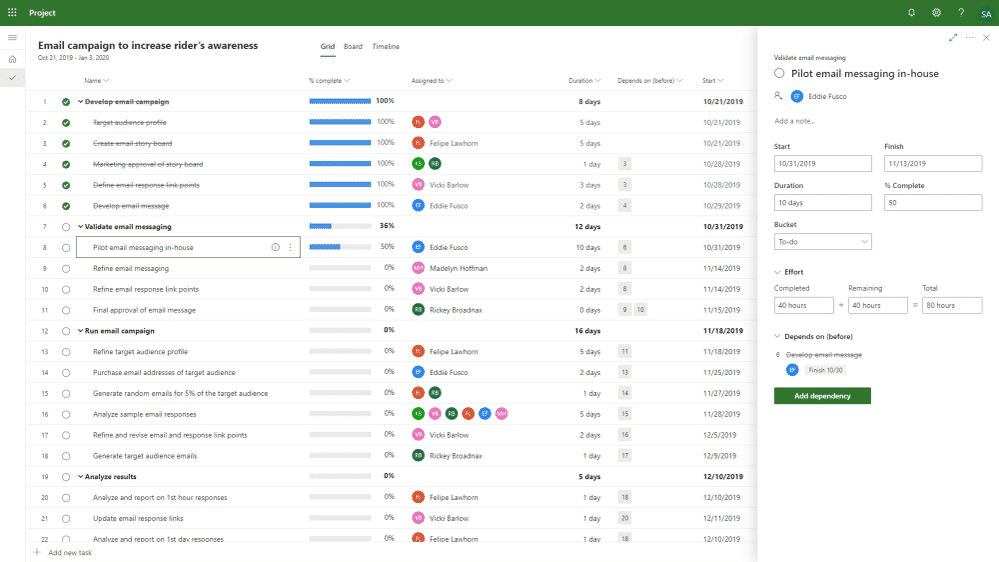 Project
?
SA
Email campaign to increase rider's awareness
Oct 21, 2019 - Jan 3, 2020
Grid Board Timeline
Name % complete Assigned to Duration Depends on (before) Start
1 Develop email campaign 100% 8 days 10/21/2019
2 Target audience profile 100% FL VB 5 days 10/21/2019
3 Create email story board 100% FL Felipe Lawhorn 5 days 10/21/2019
4 Marketing approval of story board 100% KS RB 1 day 3 10/28/2019
5 Define email response link points 100% VB Vicki Barlow 3 days 3 10/28/2019
6 Develop email message 100% EF Eddie Fusco 2 days 4 10/29/2019
7 Validate email messaging 36% 12 days 10/31/2019
8 Pilot email messaging in-house 50% EF Eddie Fusco 10 days 6 10/31/2019
9 Refine email messaging 0% MH Madelyn Hoffman 2 days 8 11/14/2019
10 Refine email response link points 0% VB Vicki Barlow 2 days 8 11/14/2019
11 Final approval of email message 0% RB Rickey Broadnax 0 days 9 10 11/15/2019
12 Run email campaign 0% 16 days 11/18/2019
13 Refine target audience profile 0% FL Felipe Lawhorn 5 days 11 11/18/2019
14 Purchase email addresses of target audience 0% EF Eddie Fusco 2 days 13 11/25/2019
15 Generate random emails for 5% of the target audience 0% FL RB 1 day 14 11/27/2019
16 Analyze sample email responses 0% KS VB RB FL EF MH 5 days 15 11/28/2019
17 Refine and revise email and response link points 0% VB Vicki Barlow 2 days 16 12/5/2019
18 Generate target audience emails 0% RB Rickey Broadnax 1 day 17 12/9/2019
19 Analyze results 0% 5 days 12/10/2019
20 Analyze and report on 1st hour responses 0% FL Felipe Lawhorn 1 day 18 12/10/2019
21 Update email response links 0% VB Vicki Barlow 1 day 20 12/11/2019
22 Analyze and report on 1st day responses 0% FL Felipe Lawhorn 1 day 18 12/10/2019
Add new task
Validate email messaging
Pilot email messaging in-house
EF Eddie Fusco
Add a note...
Start Finish
10/31/2019 11/13/2019
Duration % Complete
10 days 50
Bucket
To-do
Effort
Completed Remaining Total
40 hours + 40 hours = 80 hours
Depends on (before)
6 Develop email message
EF Finish 10/30
Add dependency